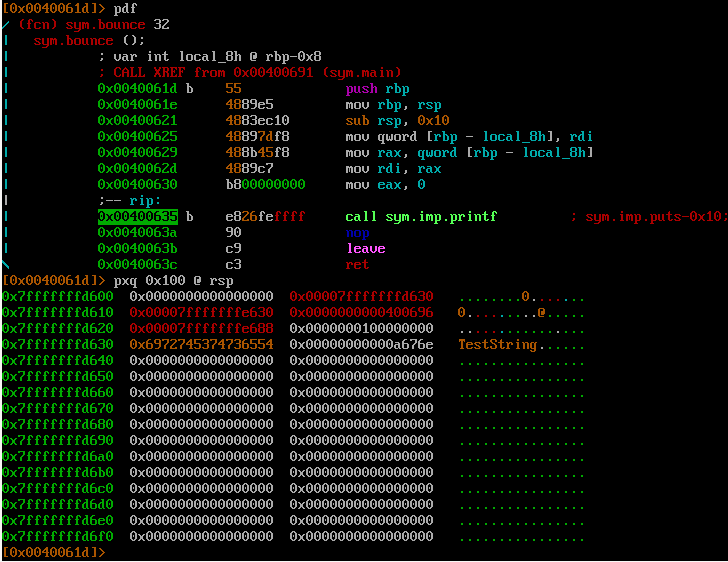 [0x0040061d]> pdf
(fcn) sym.bounce 32
sym.bounce ();
; var int local_8h @ rbp-0x8
; CALL XREF from 0x00400691 (sym.main)
0x0040061d b 55 push rbp
0x0040061e 4889e5 mov rbp, rsp
0x00400621 4883ec10 sub rsp, 0x10
0x00400625 48897df8 mov qword [rbp - local_8h], rdi
0x00400629 488b45f8 mov rax, qword [rbp - local_8h]
0x0040062d 4889c7 mov rdi, rax
0x00400630 b800000000 mov eax, 0
;-- rip:
0x00400635 b e826feffff call sym.imp.printf ; sym.imp.puts-0x10;
0x0040063a 90 nop
0x0040063b c9 leave
0x0040063c c3 ret
[0x0040061d]> pxq 0x100 @ rsp
0x7fffffffd600 0x0000000000000000 0x00007fffffffd630 ........0.......
0x7fffffffd610 0x00007fffffffe630 0x0000000000400696 0.........@.....
0x7fffffffd620 0x00007fffffffe688 0x0000000100000000 ................
0x7fffffffd630 0x6972745374736554 0x00000000000a676e TestString......
0x7fffffffd640 0x0000000000000000 0x0000000000000000 ................
0x7fffffffd650 0x0000000000000000 0x0000000000000000 ................
0x7fffffffd660 0x0000000000000000 0x0000000000000000 ................
0x7fffffffd670 0x0000000000000000 0x0000000000000000 ................
0x7fffffffd680 0x0000000000000000 0x0000000000000000 ................
0x7fffffffd690 0x0000000000000000 0x0000000000000000 ................
0x7fffffffd6a0 0x0000000000000000 0x0000000000000000 ................
0x7fffffffd6b0 0x0000000000000000 0x0000000000000000 ................
0x7fffffffd6c0 0x0000000000000000 0x0000000000000000 ................
0x7fffffffd6d0 0x0000000000000000 0x0000000000000000 ................
0x7fffffffd6e0 0x0000000000000000 0x0000000000000000 ................
0x7fffffffd6f0 0x0000000000000000 0x0000000000000000 ................
[0x0040061d]>